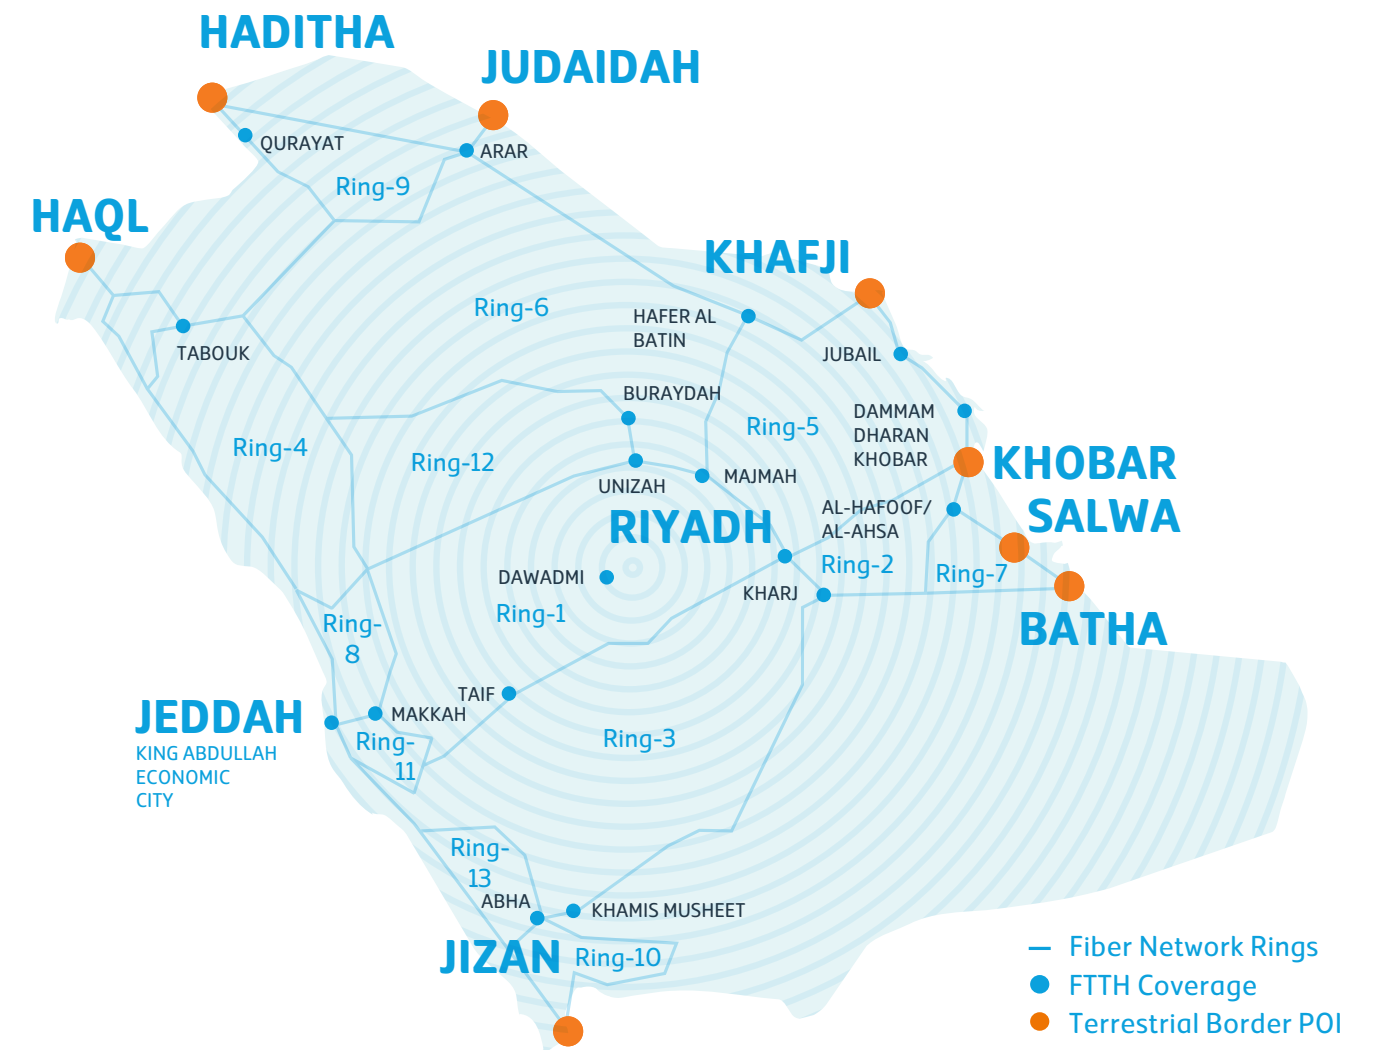 HADITHA
JUDAIDAH
QURAYAT
ARAR
Ring-9
HAQL
KHAFJI
Ring-6
HAFER AL
BATIN
TABOUK
JUBAIL
BURAYDAH
DAMMAM
DHARAN
KHOBAR
Ring-5
Ring-4
Ring-12
KHOBAR
UNIZAH
MAJMAH
SALWA
RIYADH
AL-HAFOOF/
AL-AHSA
Ring-2
Ring-7
DAWADMI
KHARJ
Ring-1
BATHA
Ring-
8
TAIF
JEDDAH
MAKKAH
KING ABDULLAH
ECONOMIC
CITY
Ring-
11
Ring-3
Ring-
13
ABHA
KHAMIS MUSHEET
JIZAN
Ring-10
Fiber Network Rings
FTTH Coverage
Terrestrial Border POI